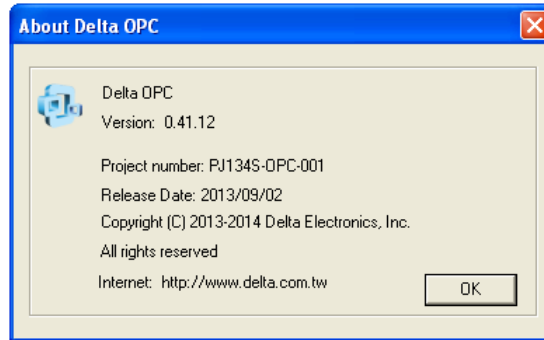 About Delta OPC
Delta OPC
Version: 0.41.12
Project number: PJ134S-OPC-001
Release Date: 2013/09/02
Copyright (C) 2013-2014 Delta Electronics, Inc.
All rights reserved
Internet: http://www.delta.com.tw
OK